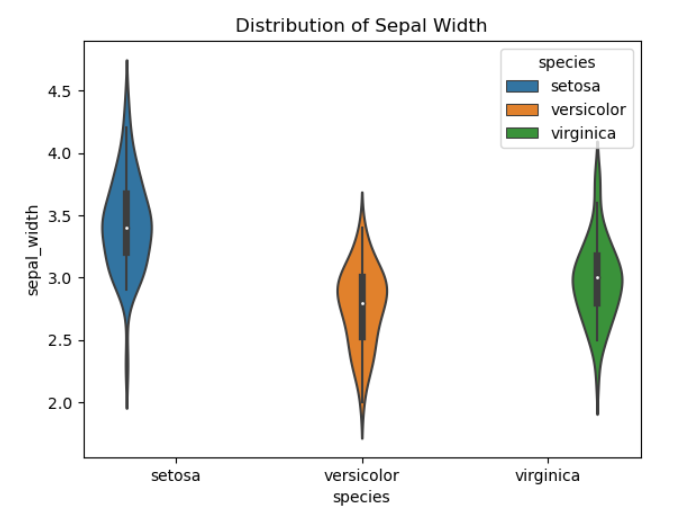 Distribution of Sepal Width
species
setosa
versicolor
virginica
4.5
4.0
3.5
3.0
2.5
2.0
sepal_width
setosa
versicolor
virginica
species